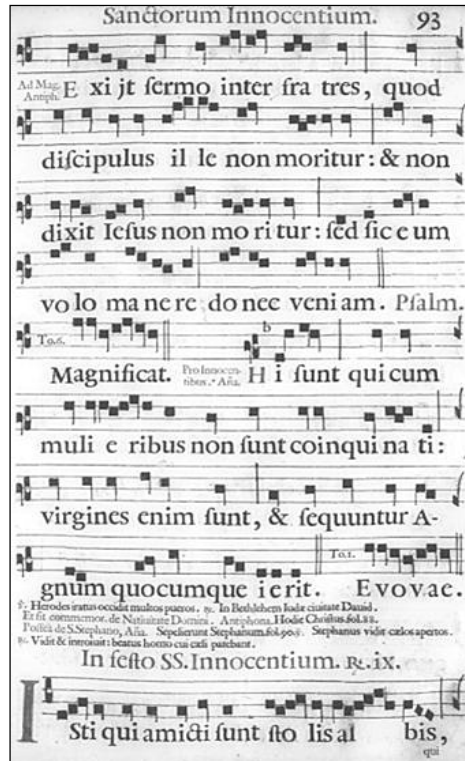 Sanctorum Innocentium. 93
Ad Mag. Antiph. E xi jt ſermo inter fra tres, quod
diſcipulus il le non moritur: & non
dixit Ieſus non mo ri tur: ſed ſic e um
vo lo ma ne re do nec veni am. Pſalm.
To.6.
Magnificat. Pro Innocen-tibus. Aña. Hi ſunt qui cum
b
muli e ribus non ſunt coinqui na ti:
virgines enim ſunt, & ſequuntur A-
To.1.
gnum quocumque i e rit. E v o v ae.
℣. Herodes iratus occidit multos pueros. ℟. In Bethlehem Iudæ ciuitate Dauid.
Et fit commemor. de Natiuitate Domini. Antiphona. Hodie Chriſtus. fol.
de S. Stephano, Aña. Sepelierunt Stephanum. fol. 90. ℣. Stephanus vidit cælos apertos.
℟. Vidit & introiuit: beatus homo cui cæli patebant.
In feſto SS. Innocentium. ℟. ix.
I Sti qui amicti ſunt ſto lis al bis,
qui